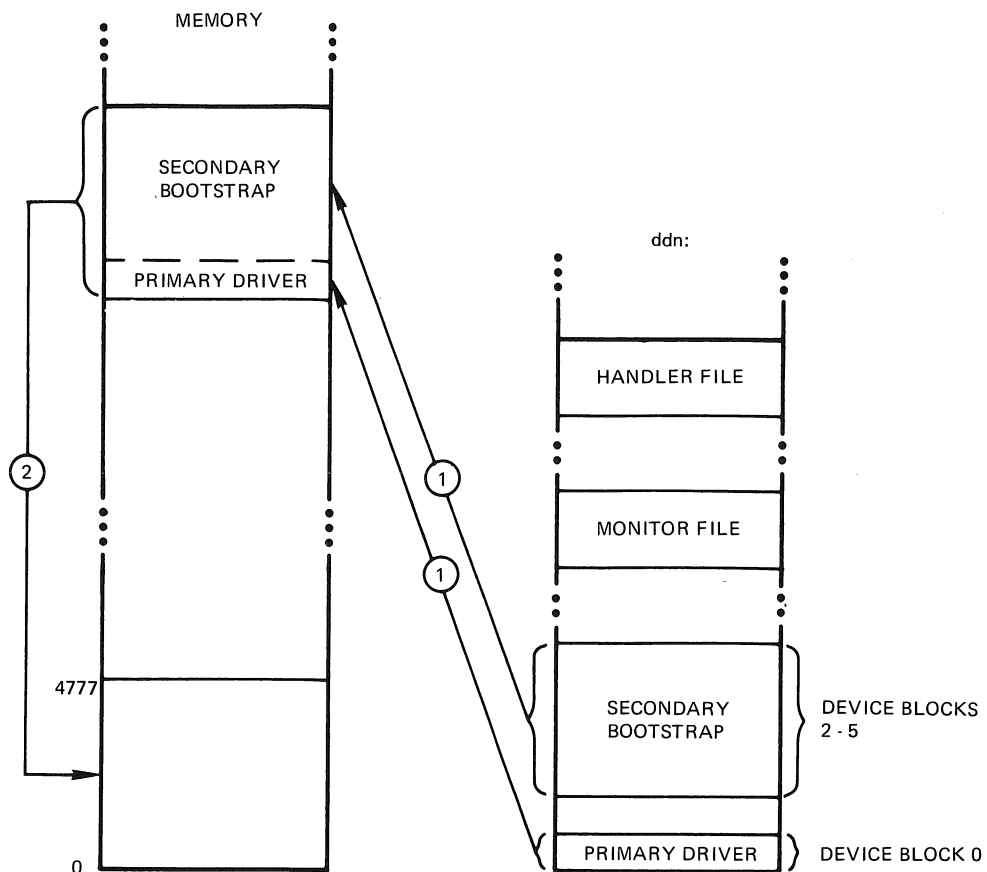 MEMORY
SECONDARY
BOOTSTRAP
PRIMARY DRIVER
2
4777
0
1
1
ddn:
HANDLER FILE
MONITOR FILE
SECONDARY
BOOTSTRAP
DEVICE BLOCKS
2 - 5
PRIMARY DRIVER
DEVICE BLOCK 0